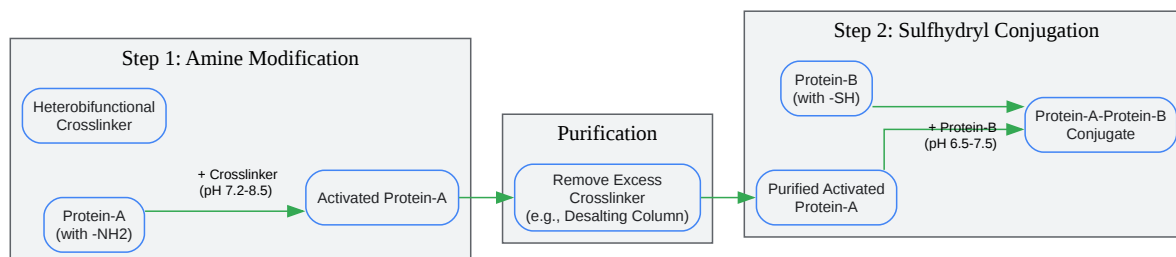 Step 1: Amine Modification
Heterobifunctional
Crosslinker
Protein-A
(with -NH2)
+ Crosslinker
(pH 7.2-8.5)
Activated Protein-A
Purification
Remove Excess
Crosslinker
(e.g., Desalting Column)
Step 2: Sulfhydryl Conjugation
Protein-B
(with -SH)
Purified Activated
Protein-A
+ Protein-B
(pH 6.5-7.5)
Protein-A-Protein-B
Conjugate